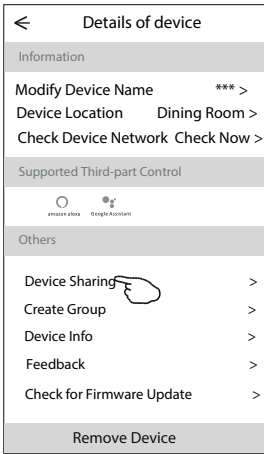 ← Details of device
Information
Modify Device Name *** >
Device Location Dining Room >
Check Device Network Check Now >
Supported Third-part Control
amazon alexa Google Assistant
Others
Device Sharing >
Create Group >
Device Info >
Feedback >
Check for Firmware Update >
Remove Device